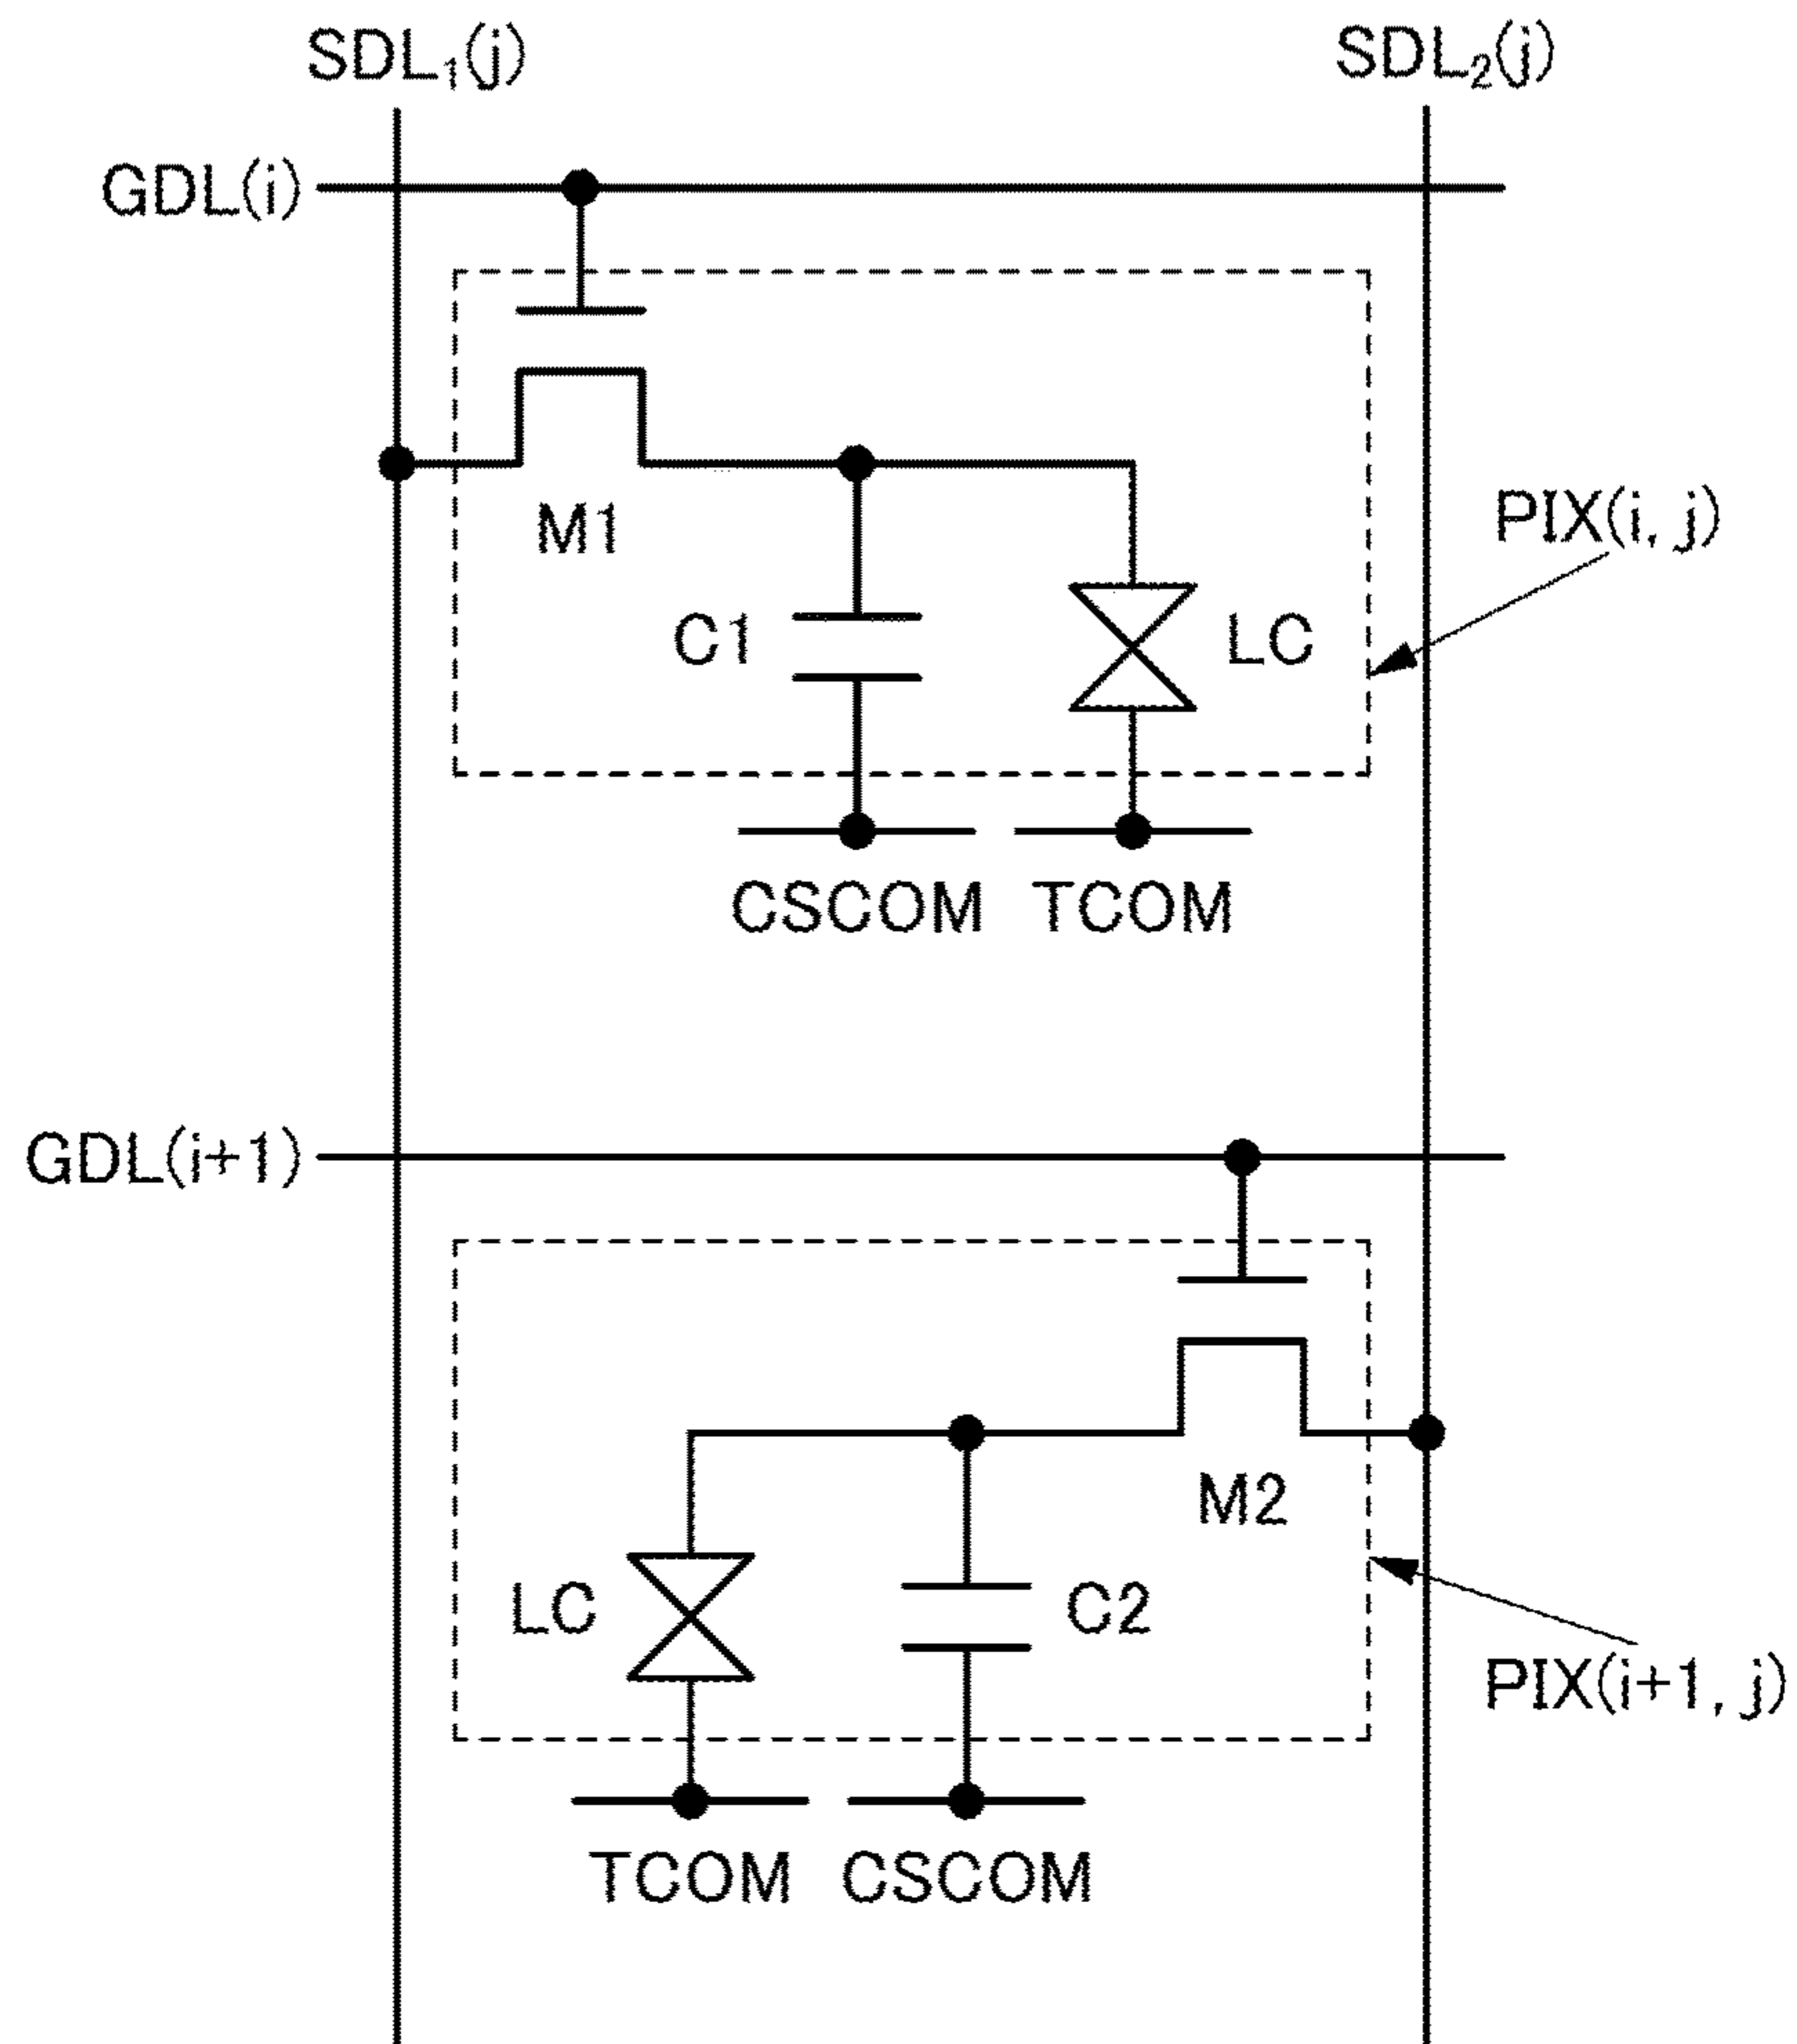 SDL₁(j)
SDL₂(j)
GDL(i)
M1
PIX(i, j)
C1
LC
CSCOM
TCOM
GDL(i+1)
M2
LC
C2
PIX(i+1, j)
TCOM
CSCOM